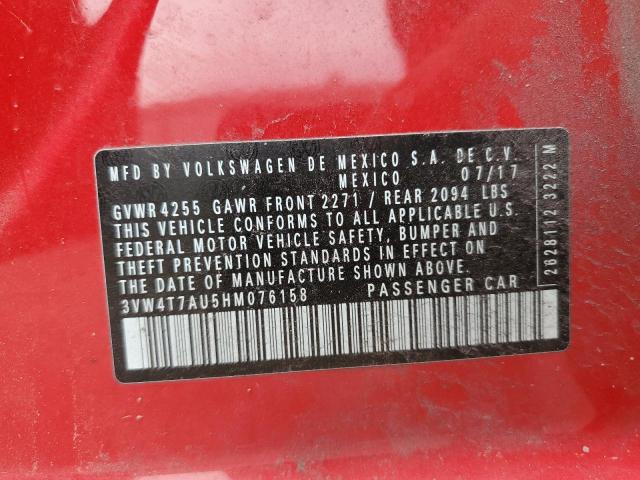 MFD BY VOLKSWAGEN DE MEXICO S.A. DE C.V.
MEXICO 07/17
GVWR 4255 GAWR FRONT 2271 / REAR 2094 LBS
THIS VEHICLE CONFORMS TO ALL APPLICABLE U.S.
FEDERAL MOTOR VEHICLE SAFETY, BUMPER AND
THEFT PREVENTION STANDARDS IN EFFECT ON
THE DATE OF MANUFACTURE SHOWN ABOVE.
3VW4T7AU5HM076158 PASSENGER CAR
2628112 3222 M